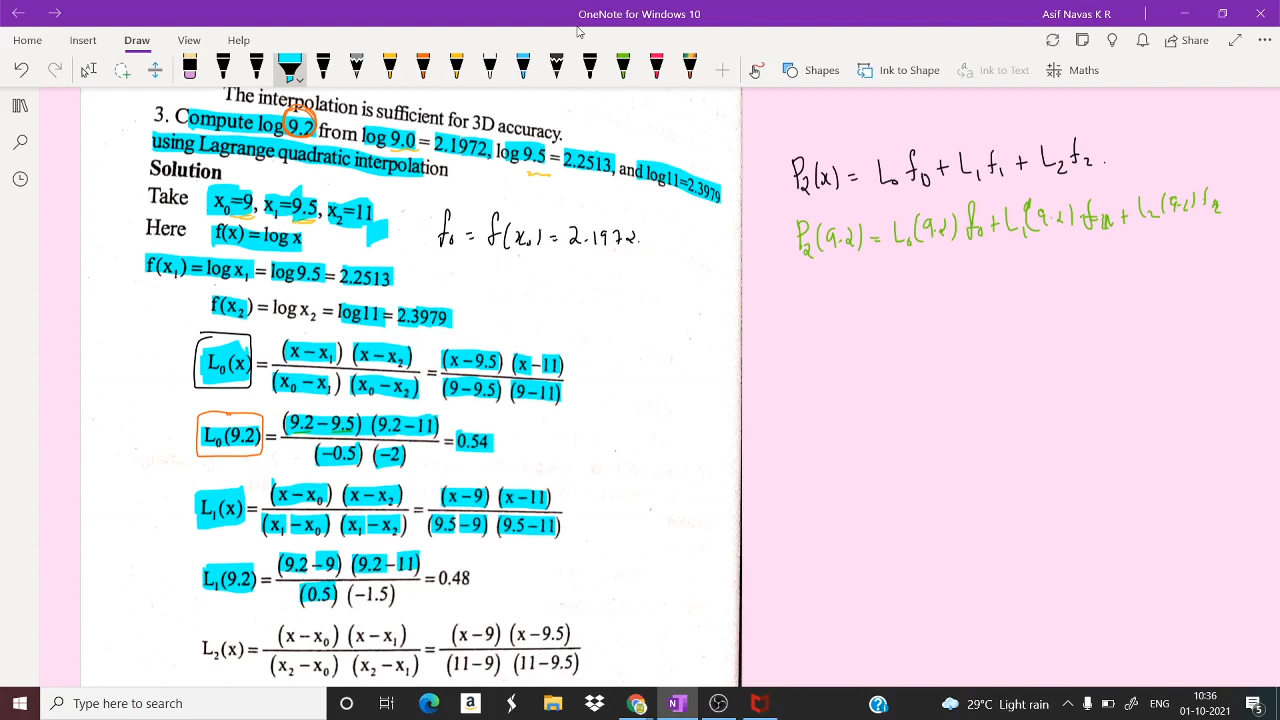 OneNote for Windows 10
Asif Navas K R
Home Insert Draw View Help
Share
Shapes Ink to Shape Ink to Text Maths
The interpolation is sufficient for 3D accuracy.
3. Compute log 9.2 from log 9.0 = 2.1972, log 9.5 = 2.2513, and log11=2.3979
using Lagrange quadratic interpolation
Solution
Take x₀=9, x₁=9.5, x₂=11
Here f(x) = log x
f₀ = f(x₀) = 2.1972.
f(x₁) = log x₁ = log 9.5 = 2.2513
f(x₂) = log x₂ = log11 = 2.3979
L₀(x) = (x−x₁) (x−x₂) / (x₀−x₁) (x₀−x₂) = (x−9.5) (x−11) / (9−9.5) (9−11)
L₀(9.2) = (9.2−9.5) (9.2−11) / (−0.5) (−2) = 0.54
L₁(x) = (x−x₀) (x−x₂) / (x₁−x₀) (x₁−x₂) = (x−9) (x−11) / (9.5−9) (9.5−11)
L₁(9.2) = (9.2−9) (9.2−11) / (0.5) (−1.5) = 0.48
L₂(x) = (x−x₀) (x−x₁) / (x₂−x₀) (x₂−x₁) = (x−9) (x−9.5) / (11−9) (11−9.5)
P₂(x) = L₀ f₀ + L₁ f₁ + L₂ f₂.
P₂(9.2) = L₀(9.2) f₀ + L₁(9.2) f₁ + L₂(9.2) f₂
Type here to search
29°C Light rain
10:36
01-10-2021